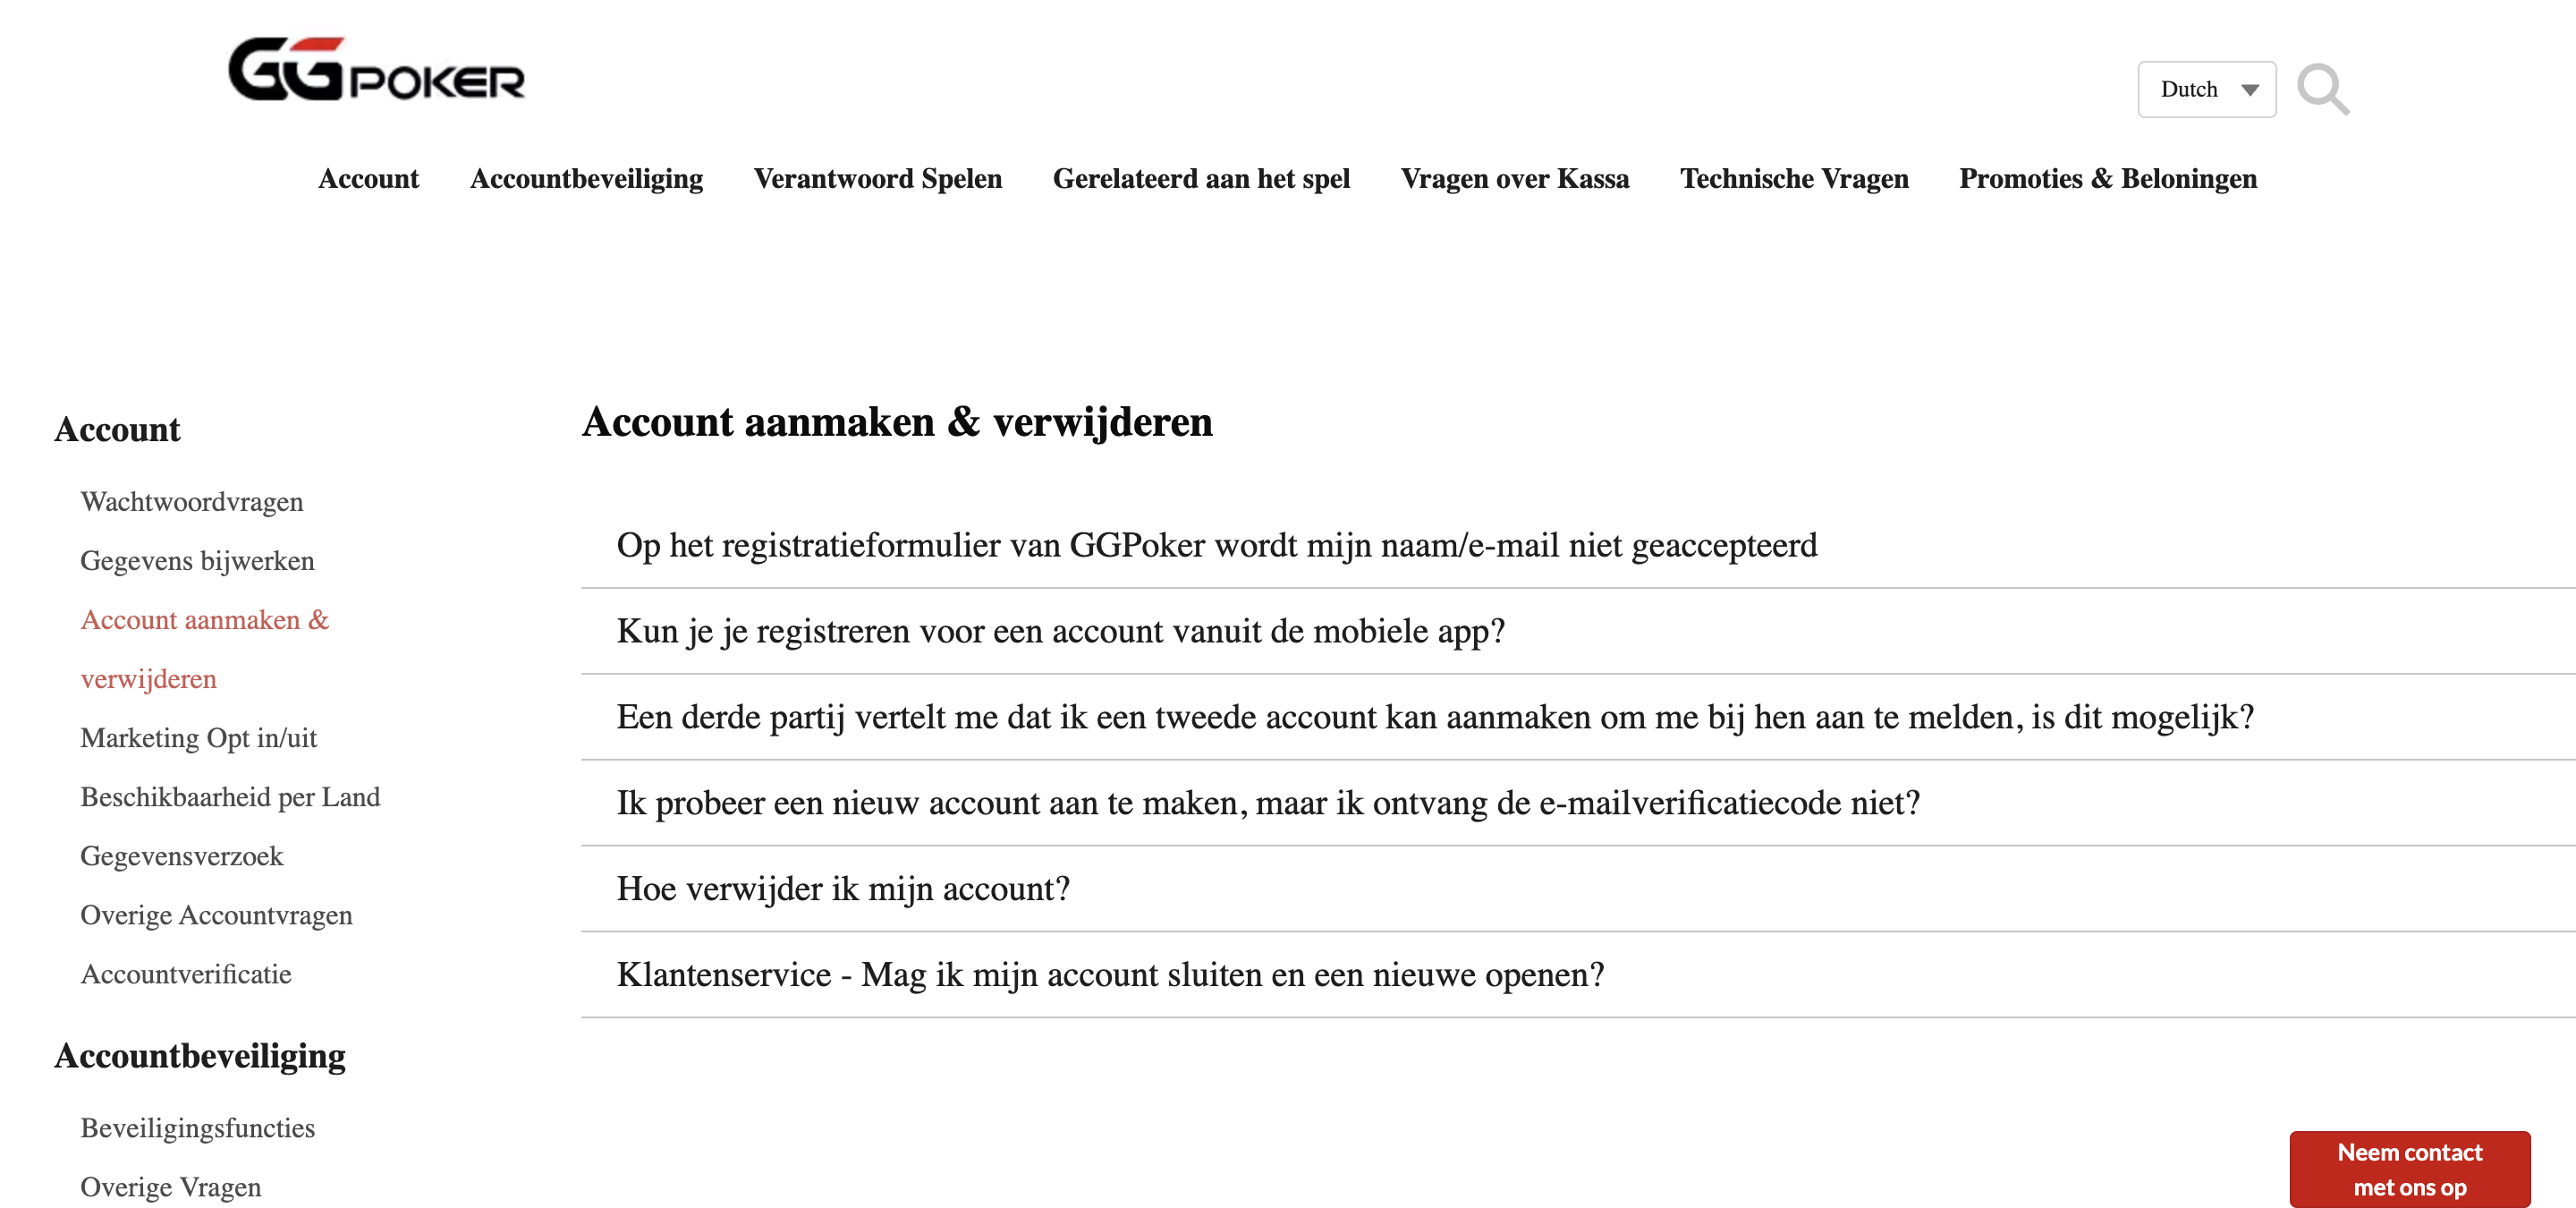 GGPOKER
Dutch
Account Accountbeveiliging Verantwoord Spelen Gerelateerd aan het spel Vragen over Kassa Technische Vragen Promoties & Beloningen
Account
Wachtwoordvragen
Gegevens bijwerken
Account aanmaken &
verwijderen
Marketing Opt in/uit
Beschikbaarheid per Land
Gegevensverzoek
Overige Accountvragen
Accountverificatie
Accountbeveiliging
Beveiligingsfuncties
Overige Vragen
Account aanmaken & verwijderen
Op het registratieformulier van GGPoker wordt mijn naam/e-mail niet geaccepteerd
Kun je je registreren voor een account vanuit de mobiele app?
Een derde partij vertelt me dat ik een tweede account kan aanmaken om me bij hen aan te melden, is dit mogelijk?
Ik probeer een nieuw account aan te maken, maar ik ontvang de e-mailverificatiecode niet?
Hoe verwijder ik mijn account?
Klantenservice - Mag ik mijn account sluiten en een nieuwe openen?
Neem contact
met ons op